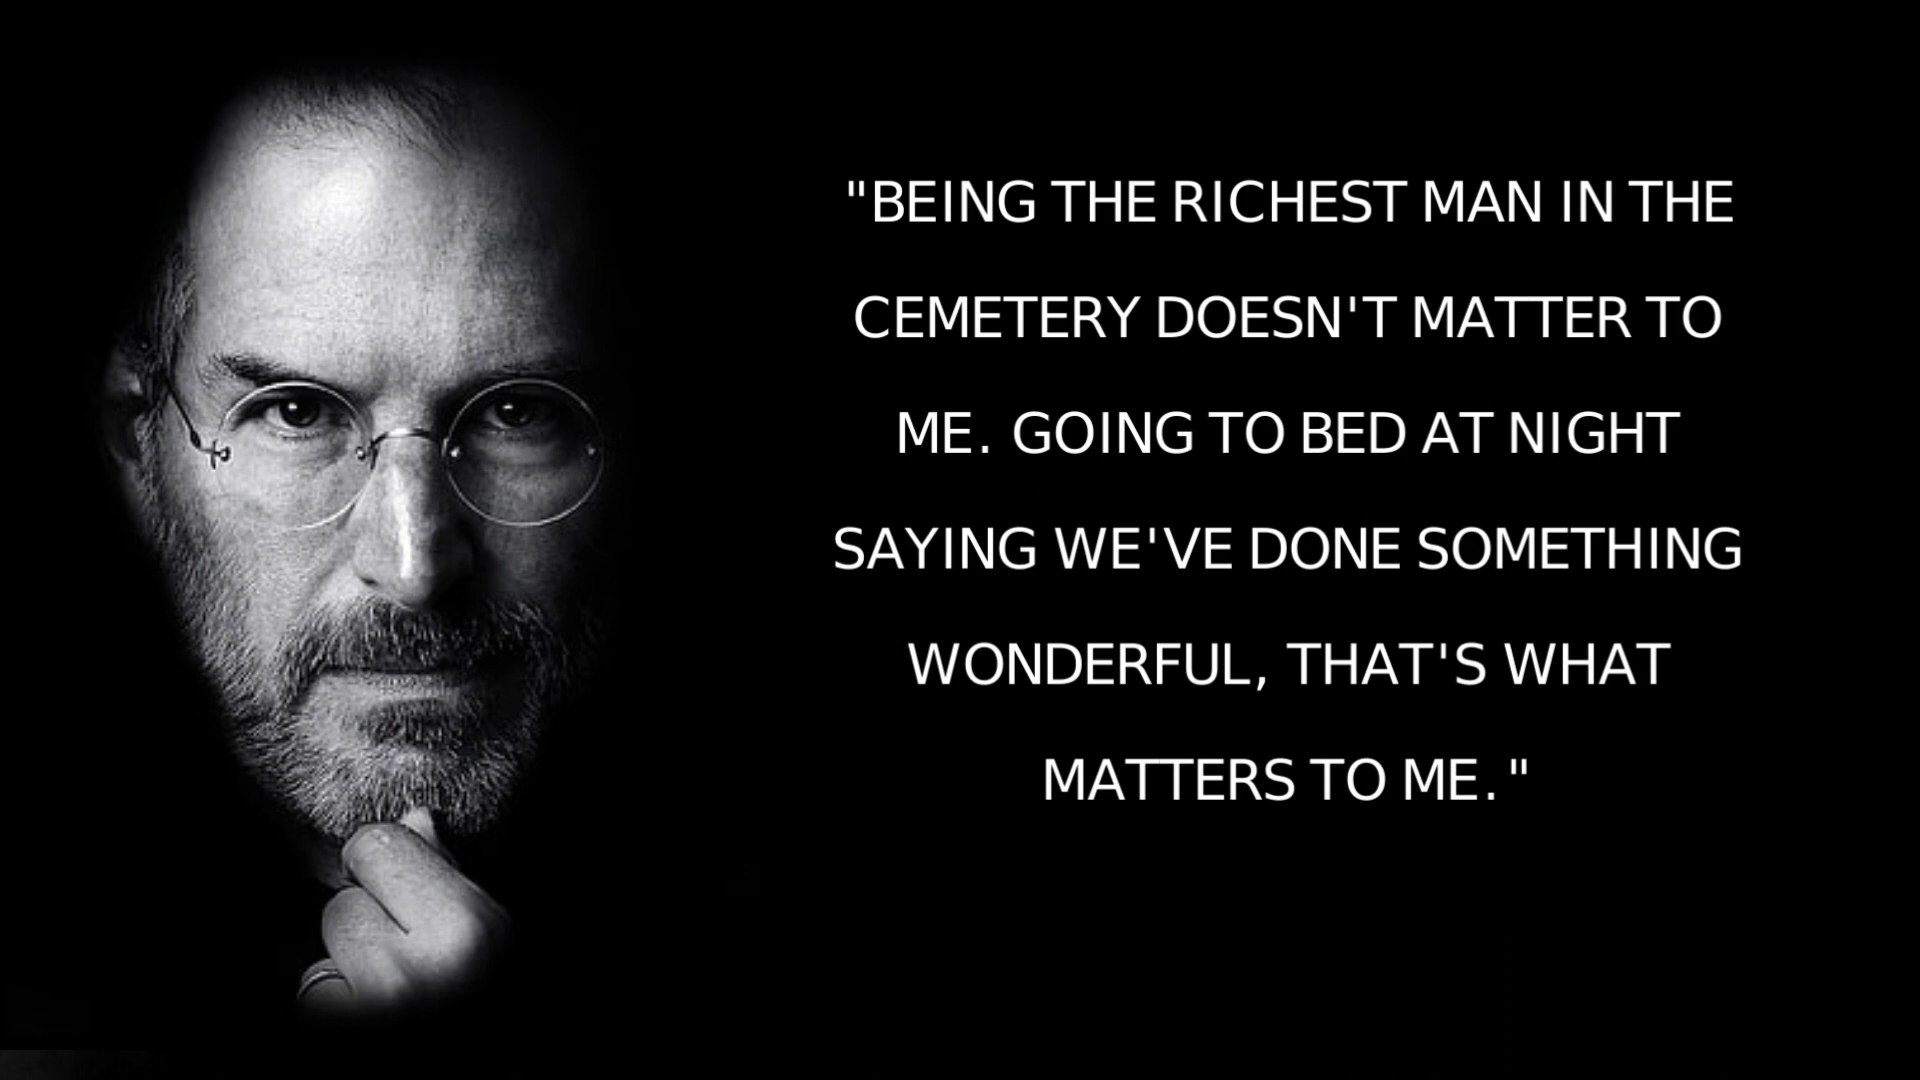 "BEING THE RICHEST MAN IN THE
CEMETERY DOESN'T MATTER TO
ME. GOING TO BED AT NIGHT
SAYING WE'VE DONE SOMETHING
WONDERFUL, THAT'S WHAT
MATTERS TO ME."